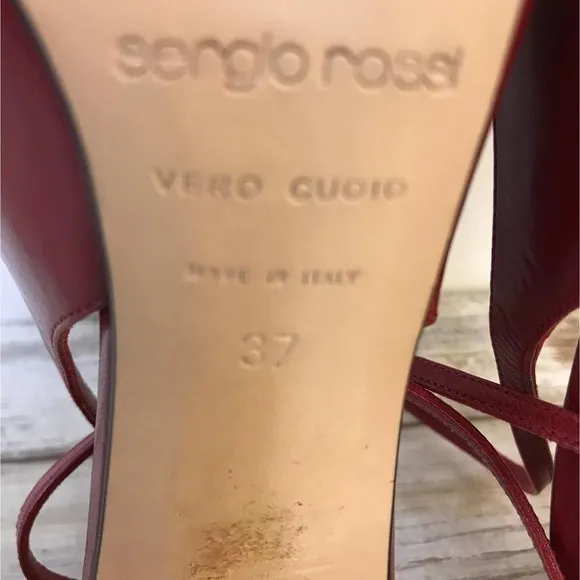 sergio rossi
VERO CUOIO
MADE IN ITALY
37